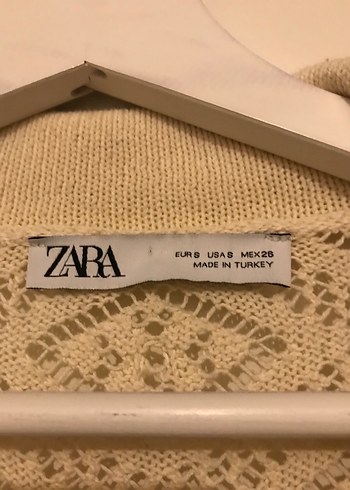 ZARA
EUR S USA S MEX 26
MADE IN TURKEY